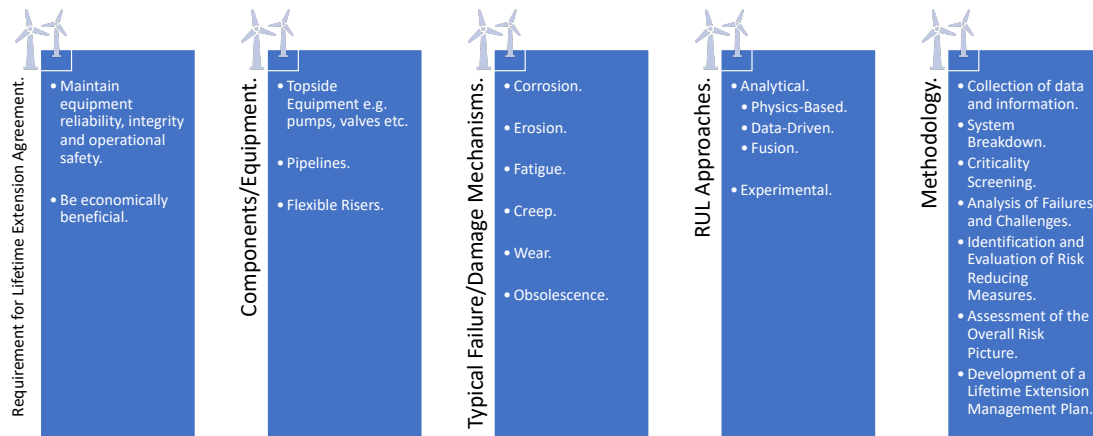 Requirement for Lifetime Extension Agreement.
• Maintain
equipment
reliability, integrity
and operational
safety.
• Be economically
beneficial.
Components/Equipment.
• Topside
Equipment e.g.
pumps, valves etc.
• Pipelines.
• Flexible Risers.
Typical Failure/Damage Mechanisms.
• Corrosion.
• Erosion.
• Fatigue.
• Creep.
• Wear.
• Obsolescence.
RUL Approaches.
• Analytical.
• Physics-Based.
• Data-Driven.
• Fusion.
• Experimental.
Methodology.
• Collection of data
and information.
• System
Breakdown.
• Criticality
Screening.
• Analysis of Failures
and Challenges.
• Identification and
Evaluation of Risk
Reducing
Measures.
• Assessment of the
Overall Risk
Picture.
• Development of a
Lifetime Extension
Management Plan.